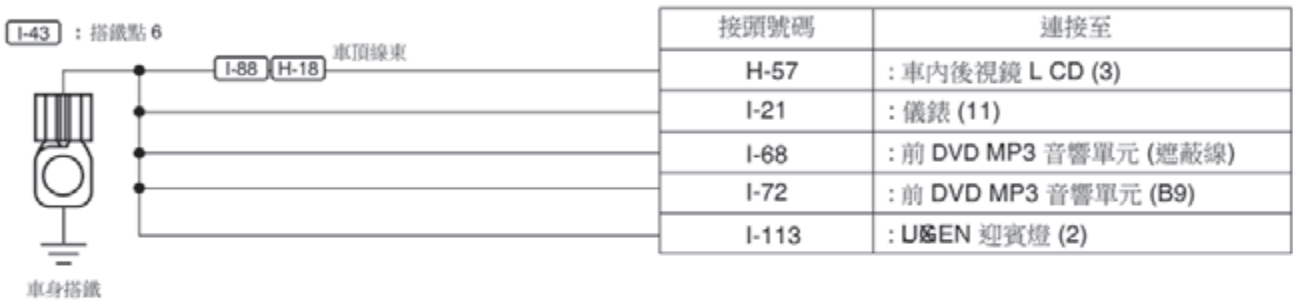 I-43 : 搭鐵點 6
I-88 H-18 車頂線束
車身搭鐵
接頭號碼 連接至
H-57 : 車內後視鏡 L CD (3)
I-21 : 儀錶 (11)
I-68 : 前 DVD MP3 音響單元 (遮蔽線)
I-72 : 前 DVD MP3 音響單元 (B9)
I-113 : 迎賓燈 (2)